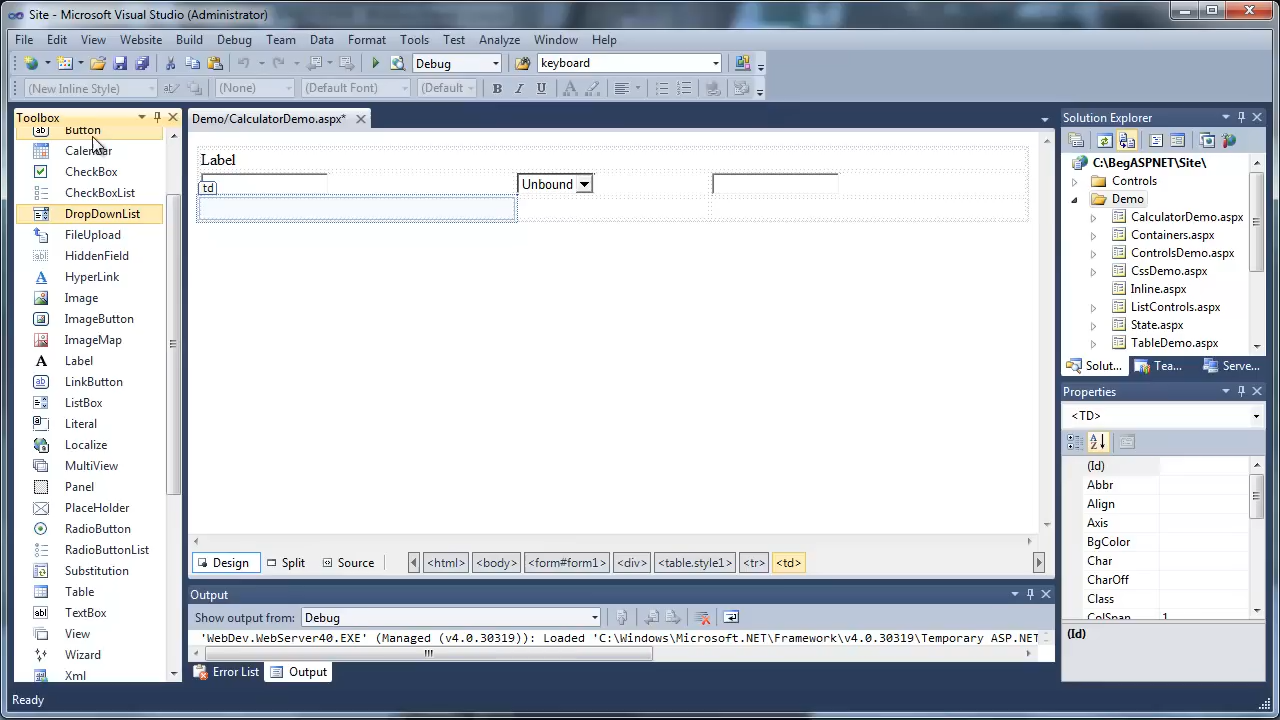 Site - Microsoft Visual Studio (Administrator)
File Edit View Website Build Debug Team Data Format Tools Test Analyze Window Help
Debug keyboard
(New Inline Style) (None) (Default Font) (Default B I U A
Toolbox
Button
Calendar
CheckBox
CheckBoxList
DropDownList
FileUpload
HiddenField
HyperLink
Image
ImageButton
ImageMap
Label
LinkButton
ListBox
Literal
Localize
MultiView
Panel
PlaceHolder
RadioButton
RadioButtonList
Substitution
Table
TextBox
View
Wizard
Xml
Demo/CalculatorDemo.aspx*
Label
td
Unbound
Design Split Source <html> <body> <form#form1> <div> <table.style1> <tr> <td>
Output
Show output from: Debug
'WebDev.WebServer40.EXE' (Managed (v4.0.30319)): Loaded 'C:\Windows\Microsoft.NET\Framework\v4.0.30319\Temporary ASP.NET
Error List Output
Solution Explorer
C:\BegASPNET\Site\
Controls
Demo
CalculatorDemo.aspx
Containers.aspx
ControlsDemo.aspx
CssDemo.aspx
Inline.aspx
ListControls.aspx
State.aspx
TableDemo.aspx
Solut... Tea... Serve...
Properties
<TD>
(Id)
Abbr
Align
Axis
BgColor
Char
CharOff
Class
ColSpan 1
(Id)
Ready